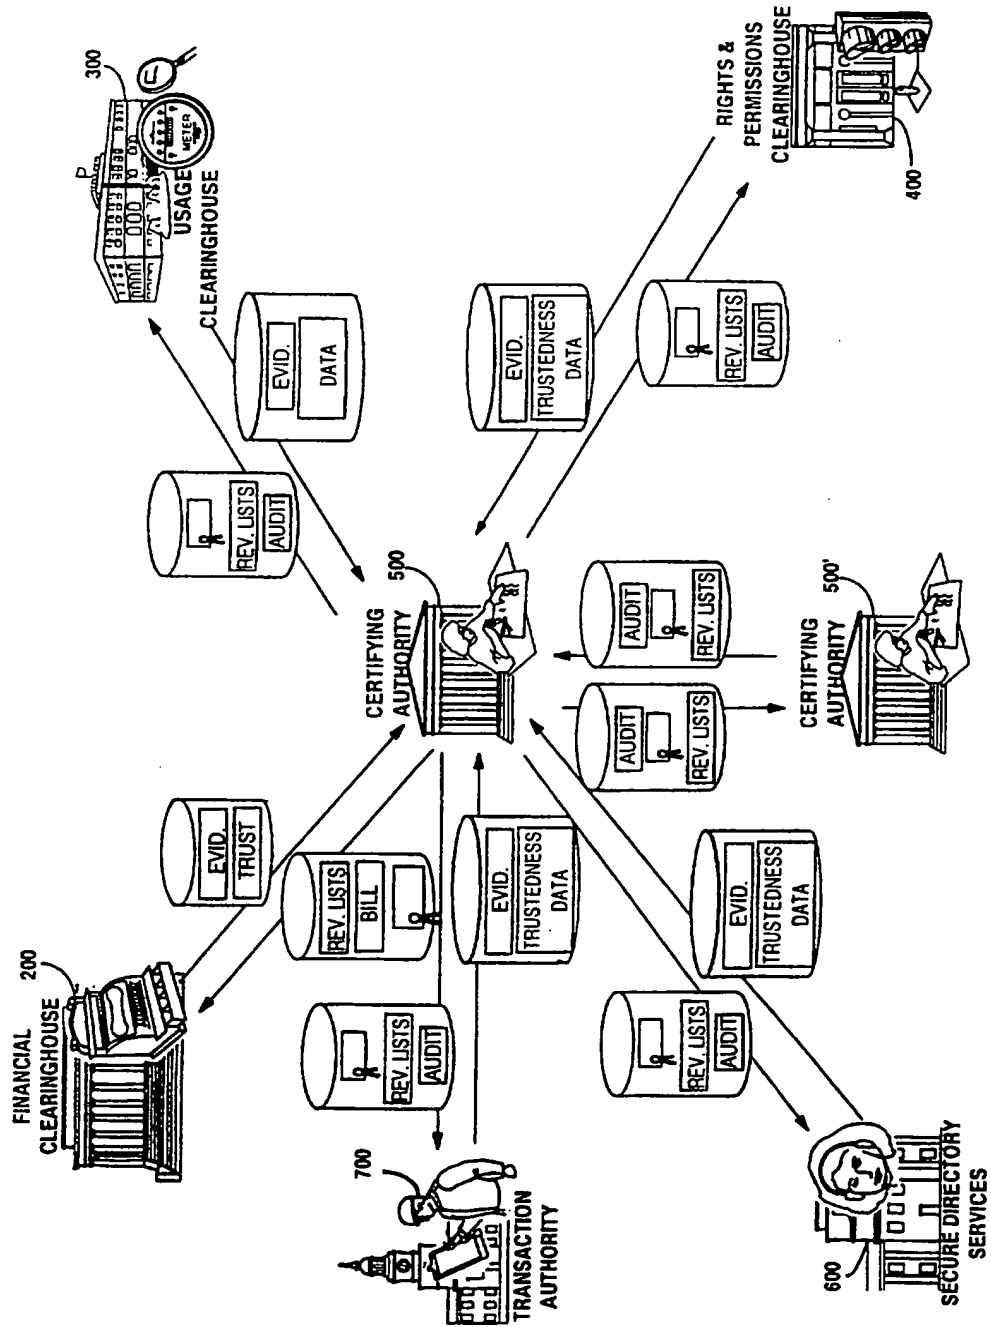 FINANCIAL
CLEARINGHOUSE
200
EVID.
TRUST
REV. LISTS
BILL
300
METER
USAGE
CLEARINGHOUSE
EVID.
DATA
REV. LISTS
AUDIT
TRANSACTION
AUTHORITY
700
REV. LISTS
AUDIT
EVID.
TRUSTEDNESS
DATA
CERTIFYING
AUTHORITY
500
EVID.
TRUSTEDNESS
DATA
REV. LISTS
AUDIT
RIGHTS &
PERMISSIONS
CLEARINGHOUSE
400
AUDIT
REV. LISTS
AUDIT
REV. LISTS
CERTIFYING
AUTHORITY
500'
REV. LISTS
AUDIT
EVID.
TRUSTEDNESS
DATA
600
SECURE DIRECTORY
SERVICES